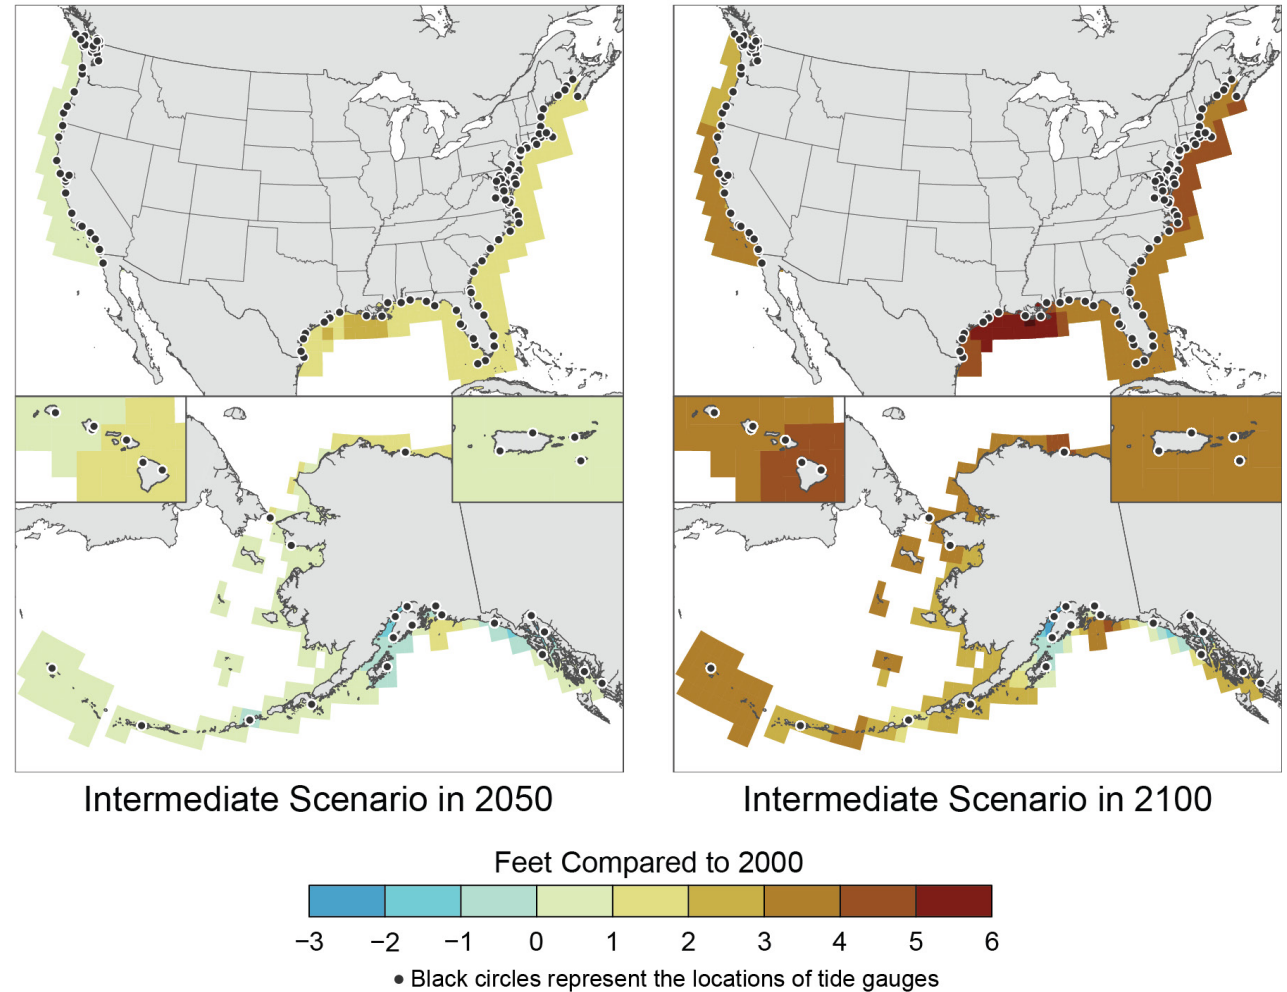 Intermediate Scenario in 2050
Intermediate Scenario in 2100
Feet Compared to 2000
−3 −2 −1 0 1 2 3 4 5 6
Black circles represent the locations of tide gauges